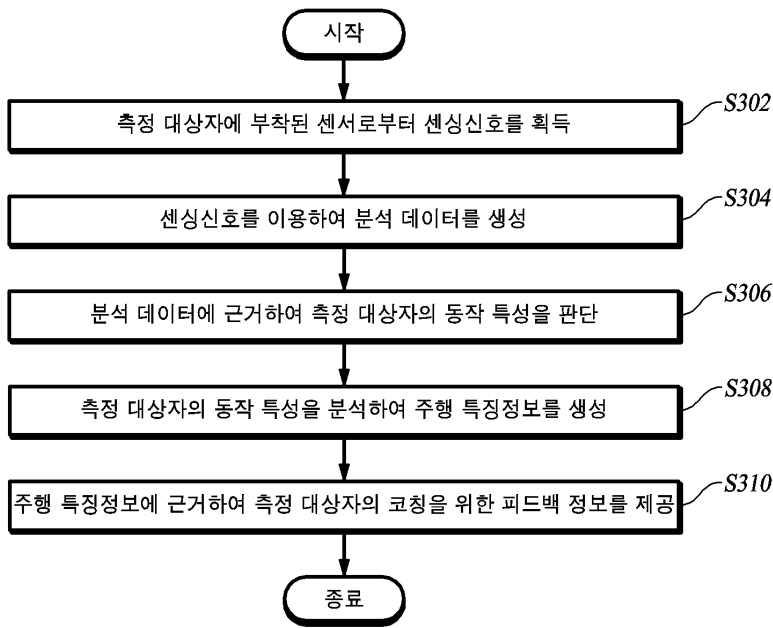 시작
측정 대상자에 부착된 센서로부터 센싱신호를 획득
S302
센싱신호를 이용하여 분석 데이터를 생성
S304
분석 데이터에 근거하여 측정 대상자의 동작 특성을 판단
S306
측정 대상자의 동작 특성을 분석하여 주행 특징정보를 생성
S308
주행 특징정보에 근거하여 측정 대상자의 코칭을 위한 피드백 정보를 제공
S310
종료